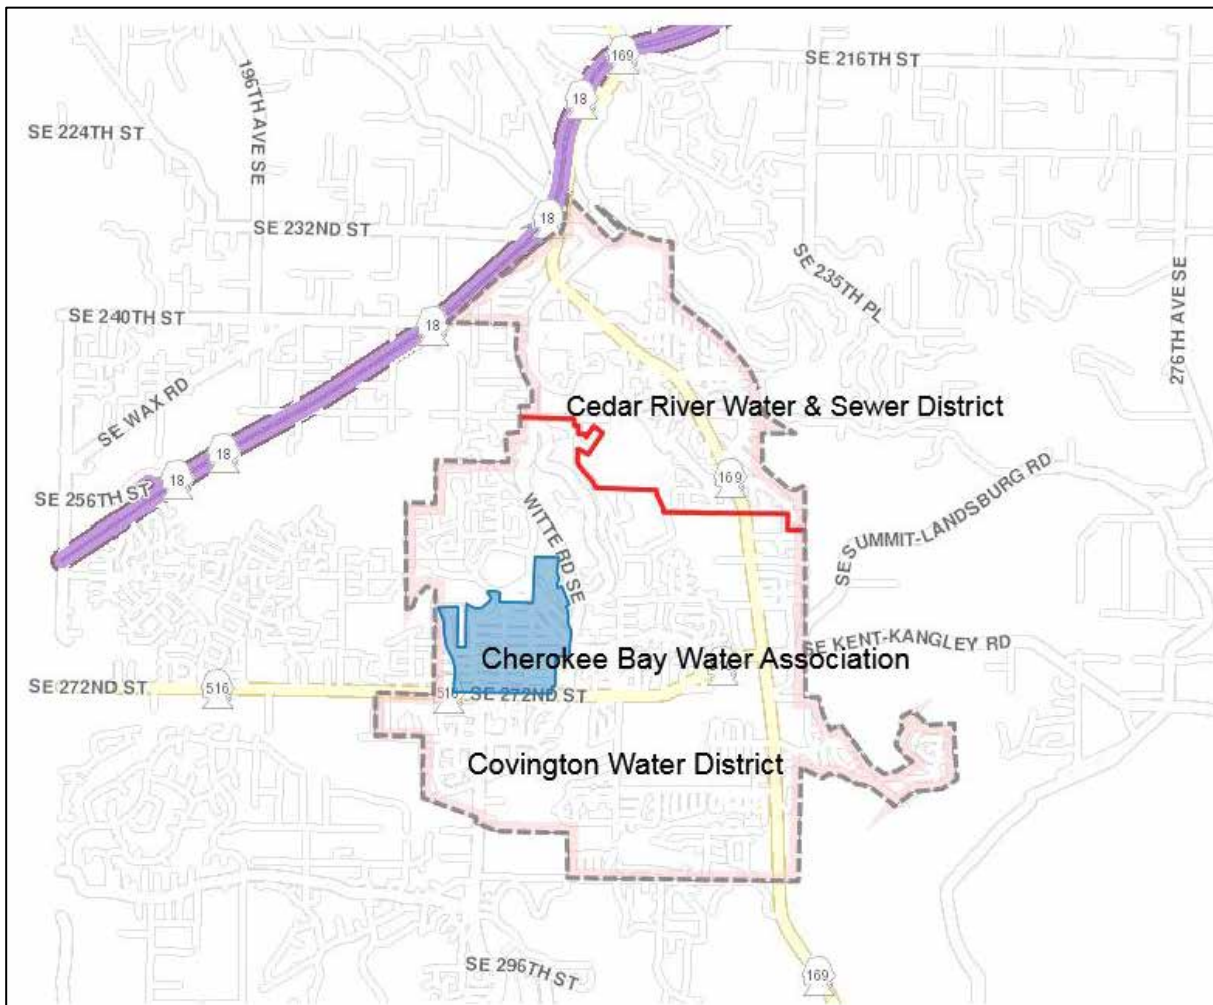 169
SE 216TH ST
18
SE 224TH ST
196TH AVE SE
18
SE 232ND ST
SE 235TH PL
276TH AVE SE
SE 240TH ST
18
SE WAX RD
Cedar River Water & Sewer District
18
18
169
SE 256TH ST
WITTE RD SE
SE SUMMIT-LANDSBURG RD
SE KENT-KANGLEY RD
Cherokee Bay Water Association
SE 272ND ST
516
516
SE 272ND ST
Covington Water District
SE 296TH ST
169